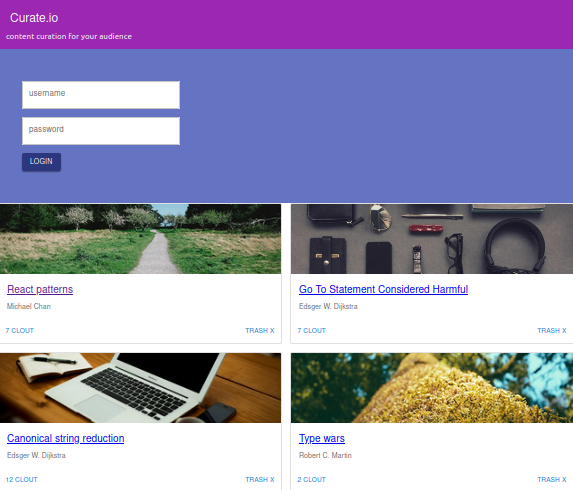 Curate.io
content curation for your audience
username
password
LOGIN
React patterns
Michael Chan
7 CLOUT
TRASH X
Go To Statement Considered Harmful
Edsger W. Dijkstra
7 CLOUT
TRASH X
Canonical string reduction
Edsger W. Dijkstra
12 CLOUT
TRASH X
Type wars
Robert C. Martin
2 CLOUT
TRASH X